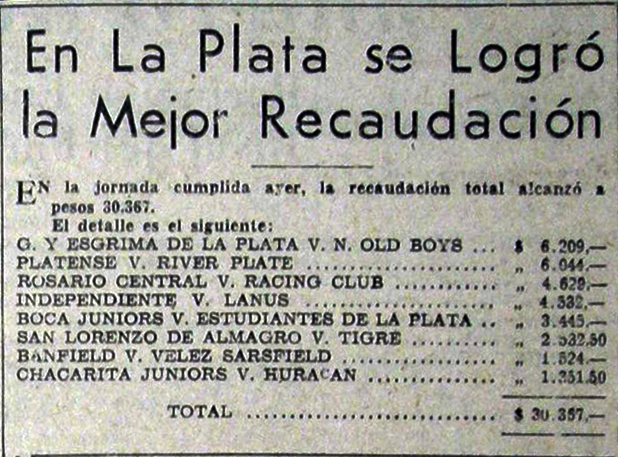 En La Plata se Logró
la Mejor Recaudación
EN la jornada cumplida ayer, la recaudación total alcanzó a
pesos 30.367.
El detalle es el siguiente:
G. Y ESGRIMA DE LA PLATA V. N. OLD BOYS ... $ 6.209,—
PLATENSE V. RIVER PLATE .................... „ 6.044,—
ROSARIO CENTRAL V. RACING CLUB ............ „ 4.629,—
INDEPENDIENTE V. LANUS ..................... „ 4.332,—
BOCA JUNIORS V. ESTUDIANTES DE LA PLATA .. „ 3.445,—
SAN LORENZO DE ALMAGRO V. TIGRE .......... „ 2.532.50
BANFIELD V. VELEZ SARSFIELD ................ „ 1.824,—
CHACARITA JUNIORS V. HURACAN .............. „ 1.351.50
TOTAL ........................... $ 30.367,—